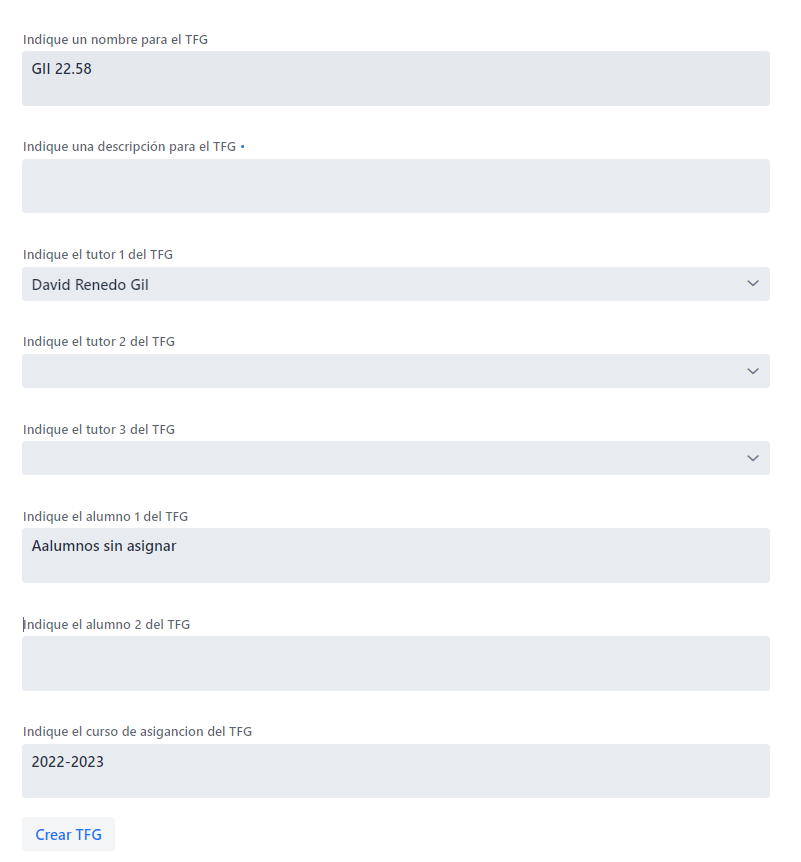 Indique un nombre para el TFG
GII 22.58
Indique una descripción para el TFG •
Indique el tutor 1 del TFG
David Renedo Gil
Indique el tutor 2 del TFG
Indique el tutor 3 del TFG
Indique el alumno 1 del TFG
Aalumnos sin asignar
Indique el alumno 2 del TFG
Indique el curso de asigancion del TFG
2022-2023
Crear TFG